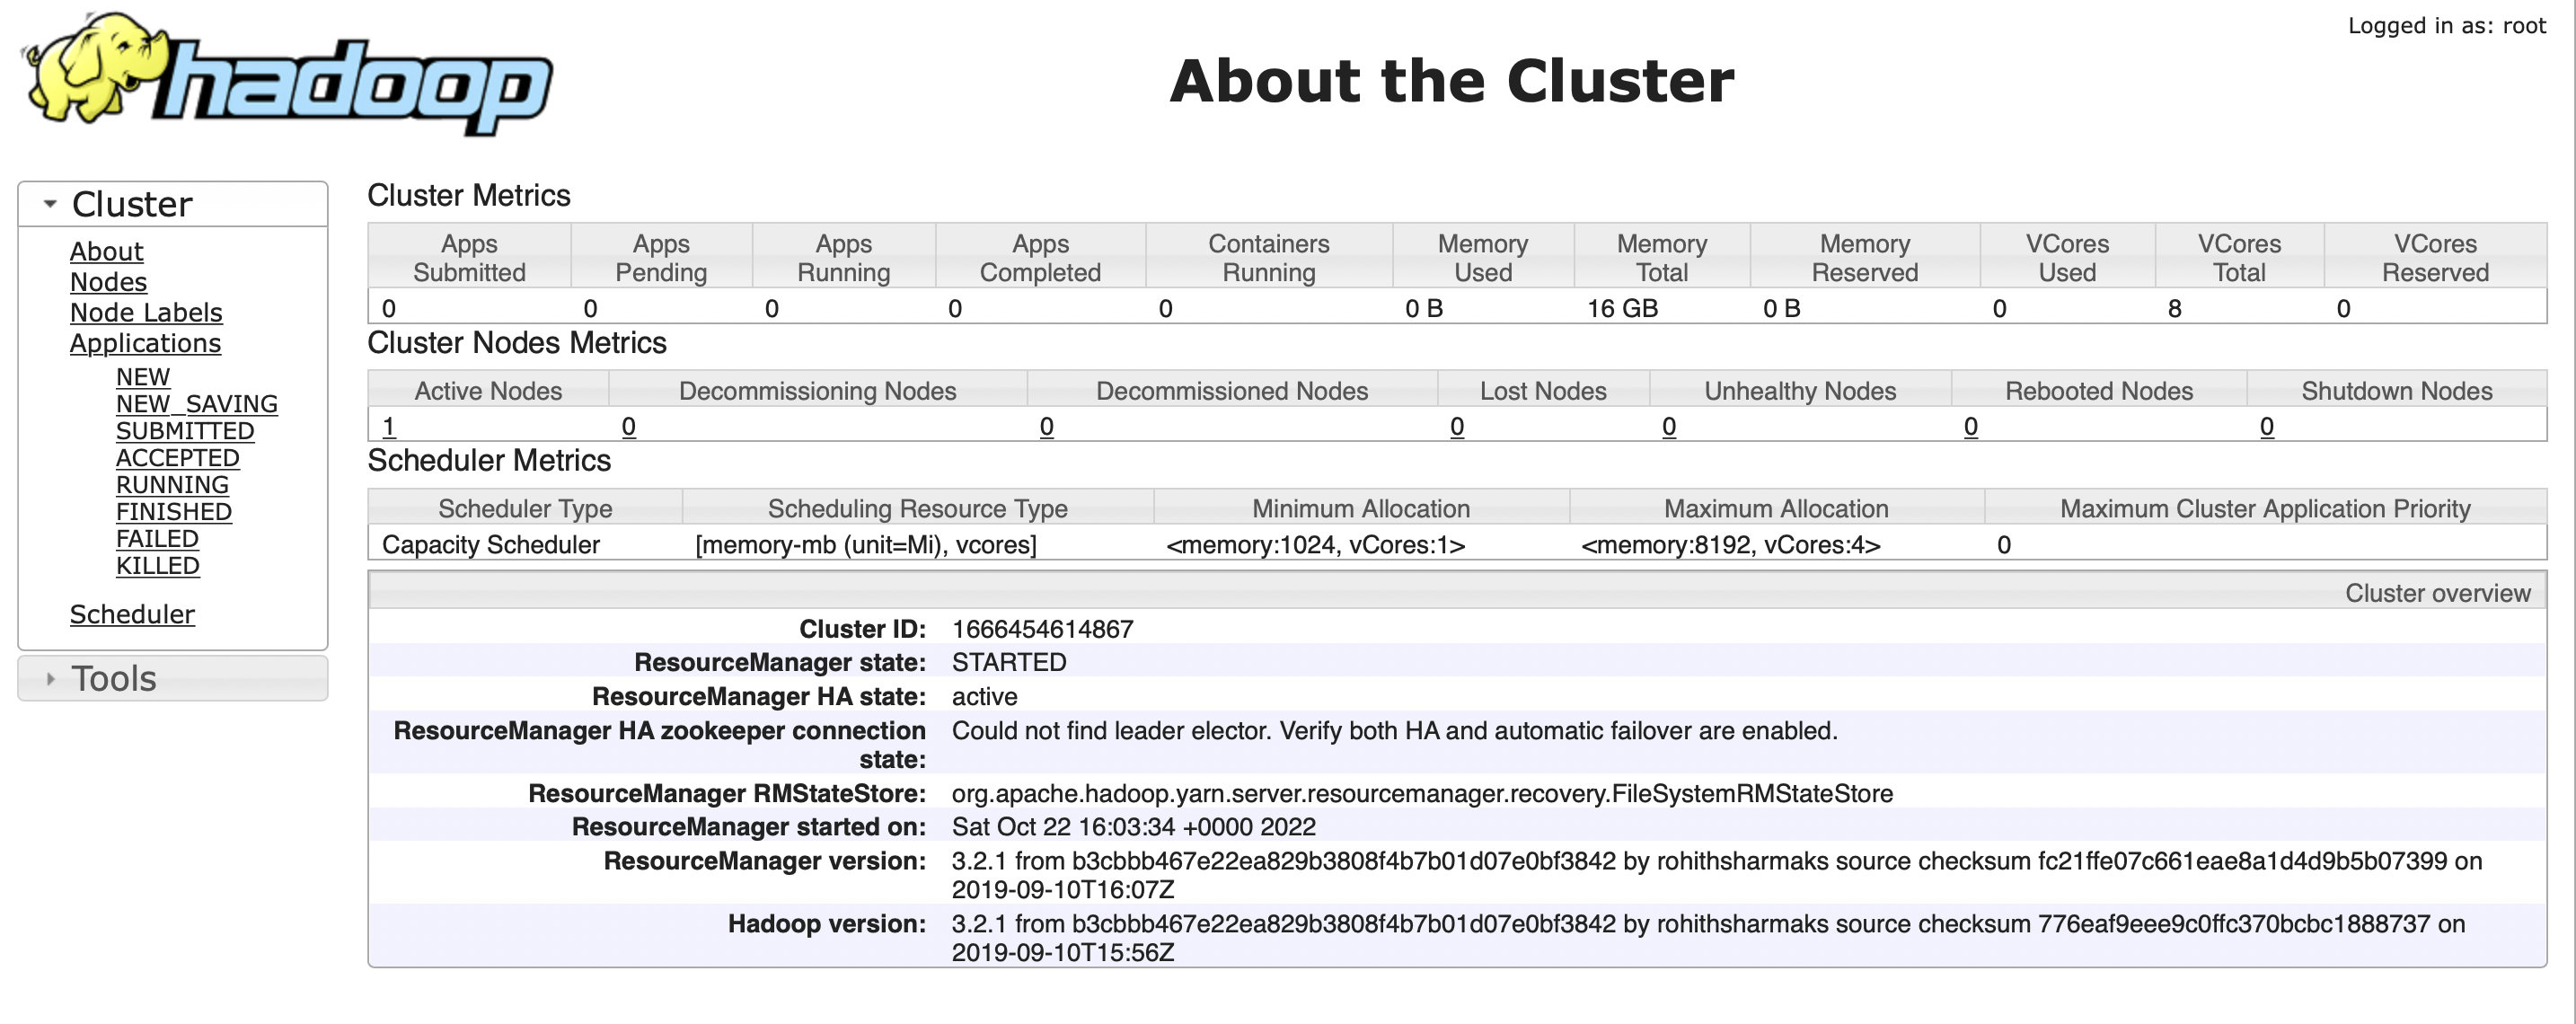 hadoop
Logged in as: root
About the Cluster
Cluster
About
Nodes
Node Labels
Applications
NEW
NEW_SAVING
SUBMITTED
ACCEPTED
RUNNING
FINISHED
FAILED
KILLED
Scheduler
Tools
Cluster Metrics
Apps Submitted Apps Pending Apps Running Apps Completed Containers Running Memory Used Memory Total Memory Reserved VCores Used VCores Total VCores Reserved
0 0 0 0 0 0 B 16 GB 0 B 0 8 0
Cluster Nodes Metrics
Active Nodes Decommissioning Nodes Decommissioned Nodes Lost Nodes Unhealthy Nodes Rebooted Nodes Shutdown Nodes
1 0 0 0 0 0 0
Scheduler Metrics
Scheduler Type Scheduling Resource Type Minimum Allocation Maximum Allocation Maximum Cluster Application Priority
Capacity Scheduler [memory-mb (unit=Mi), vcores] <memory:1024, vCores:1> <memory:8192, vCores:4> 0
Cluster overview
Cluster ID: 1666454614867
ResourceManager state: STARTED
ResourceManager HA state: active
ResourceManager HA zookeeper connection state: Could not find leader elector. Verify both HA and automatic failover are enabled.
ResourceManager RMStateStore: org.apache.hadoop.yarn.server.resourcemanager.recovery.FileSystemRMStateStore
ResourceManager started on: Sat Oct 22 16:03:34 +0000 2022
ResourceManager version: 3.2.1 from b3cbbb467e22ea829b3808f4b7b01d07e0bf3842 by rohithsharmaks source checksum fc21ffe07c661eae8a1d4d9b5b07399 on
2019-09-10T16:07Z
Hadoop version: 3.2.1 from b3cbbb467e22ea829b3808f4b7b01d07e0bf3842 by rohithsharmaks source checksum 776eaf9eee9c0ffc370bcbc1888737 on
2019-09-10T15:56Z